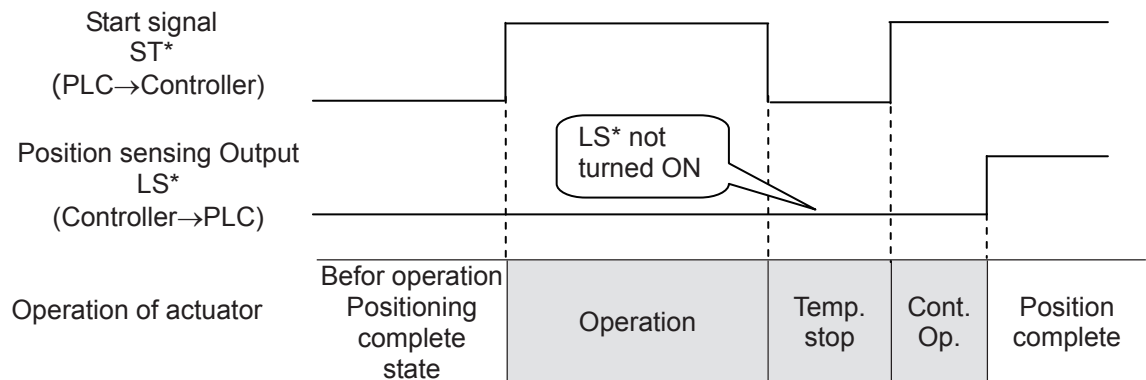 Start signal
ST*
(PLC→Controller)
LS* not
turned ON
Position sensing Output
LS*
(Controller→PLC)
Operation of actuator
Befor operation
Positioning
complete
state
Operation
Temp.
stop
Cont.
Op.
Position
complete